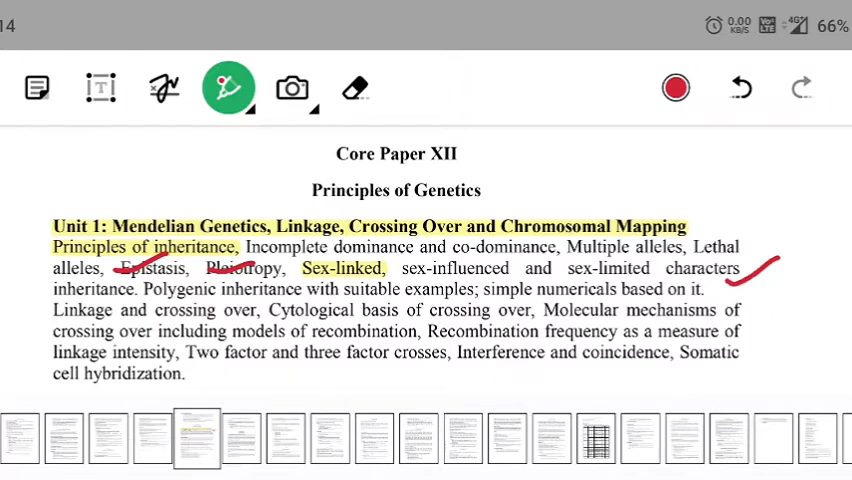 14
0.00
KB/S
Vo
LTE
4G
66%
T
Core Paper XII
Principles of Genetics
Unit 1: Mendelian Genetics, Linkage, Crossing Over and Chromosomal Mapping
Principles of inheritance, Incomplete dominance and co-dominance, Multiple alleles, Lethal
alleles, Epistasis, Pleiotropy, Sex-linked, sex-influenced and sex-limited characters
inheritance. Polygenic inheritance with suitable examples; simple numericals based on it.
Linkage and crossing over, Cytological basis of crossing over, Molecular mechanisms of
crossing over including models of recombination, Recombination frequency as a measure of
linkage intensity, Two factor and three factor crosses, Interference and coincidence, Somatic
cell hybridization.